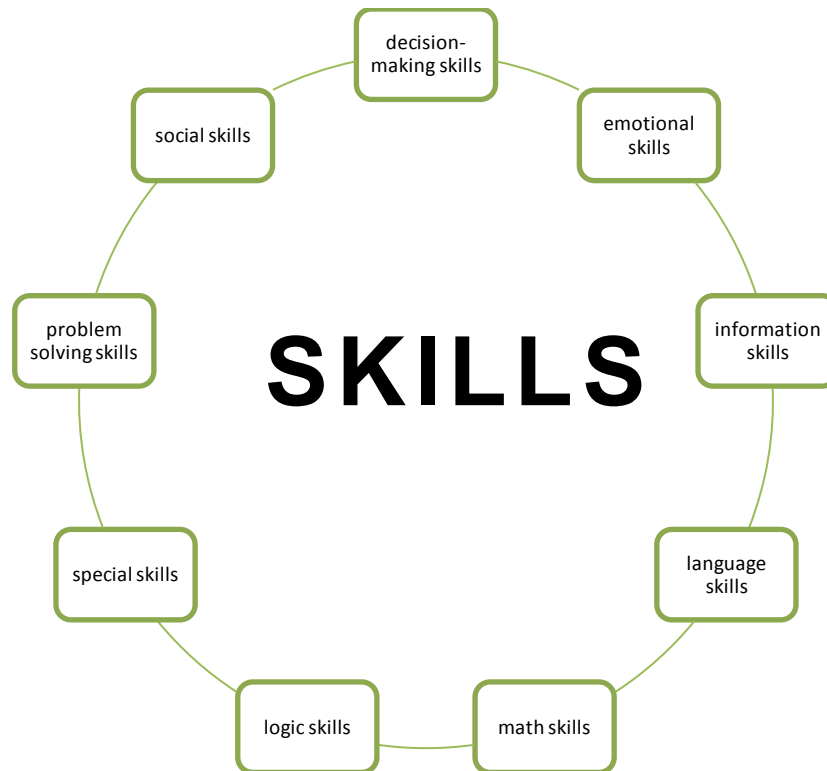 decision-
making skills
emotional
skills
information
skills
language
skills
math skills
logic skills
special skills
problem
solving skills
social skills
SKILLS